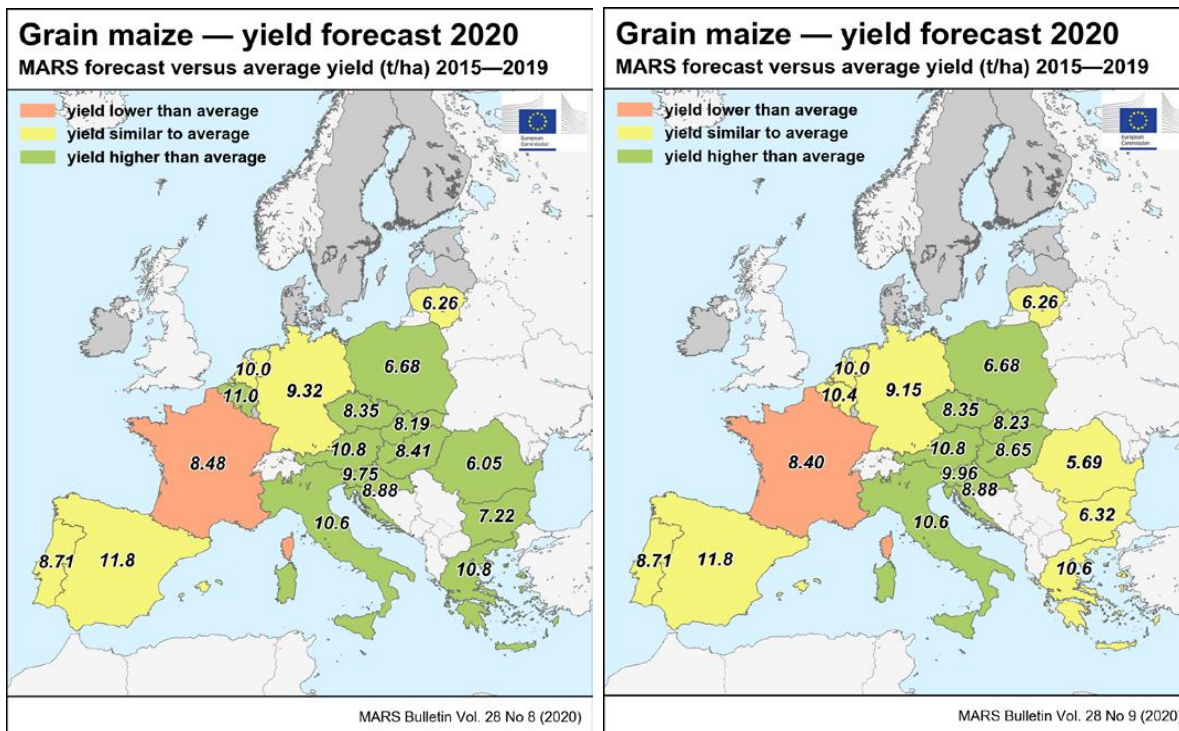 Grain maize — yield forecast 2020
MARS forecast versus average yield (t/ha) 2015—2019
yield lower than average
yield similar to average
yield higher than average
European
Commission
6.26
10.0
6.68
11.0
9.32
8.35
8.19
10.8
8.41
8.48
9.75
6.05
8.88
7.22
10.6
8.71
11.8
10.8
MARS Bulletin Vol. 28 No 8 (2020)
Grain maize — yield forecast 2020
MARS forecast versus average yield (t/ha) 2015—2019
yield lower than average
yield similar to average
yield higher than average
European
Commission
6.26
10.0
6.68
10.4
9.15
8.35
8.23
10.8
8.65
8.40
9.96
5.69
8.88
6.32
10.6
8.71
11.8
10.6
MARS Bulletin Vol. 28 No 9 (2020)